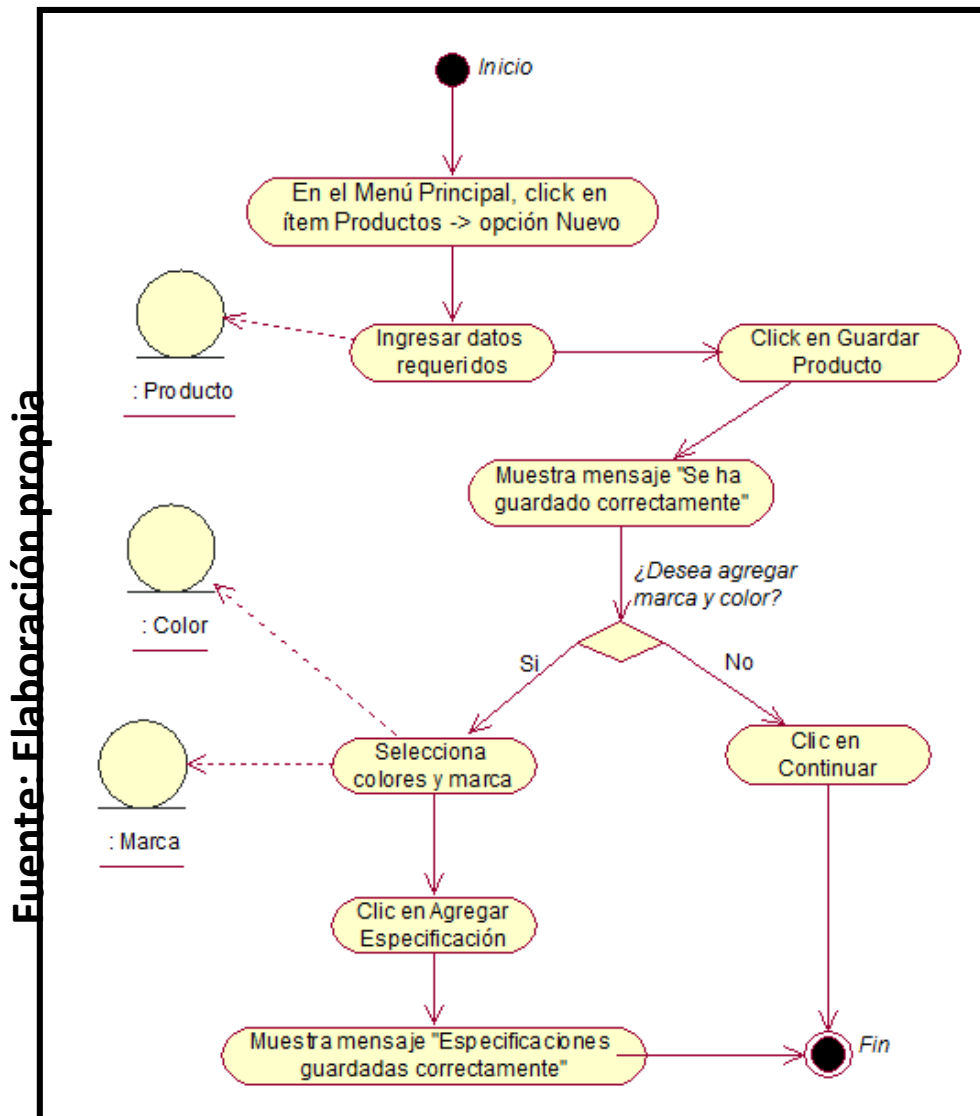 Inicio
En el Menú Principal, click en
ítem Productos -> opción Nuevo
Ingresar datos
requeridos
Click en Guardar
Producto
: Producto
Muestra mensaje "Se ha
guardado correctamente"
¿Desea agregar
marca y color?
: Color
Si
No
Selecciona
colores y marca
Clic en
Continuar
: Marca
Clic en Agregar
Especificación
Muestra mensaje "Especificaciones
guardadas correctamente"
Fin
Fuente: Elaboración propia